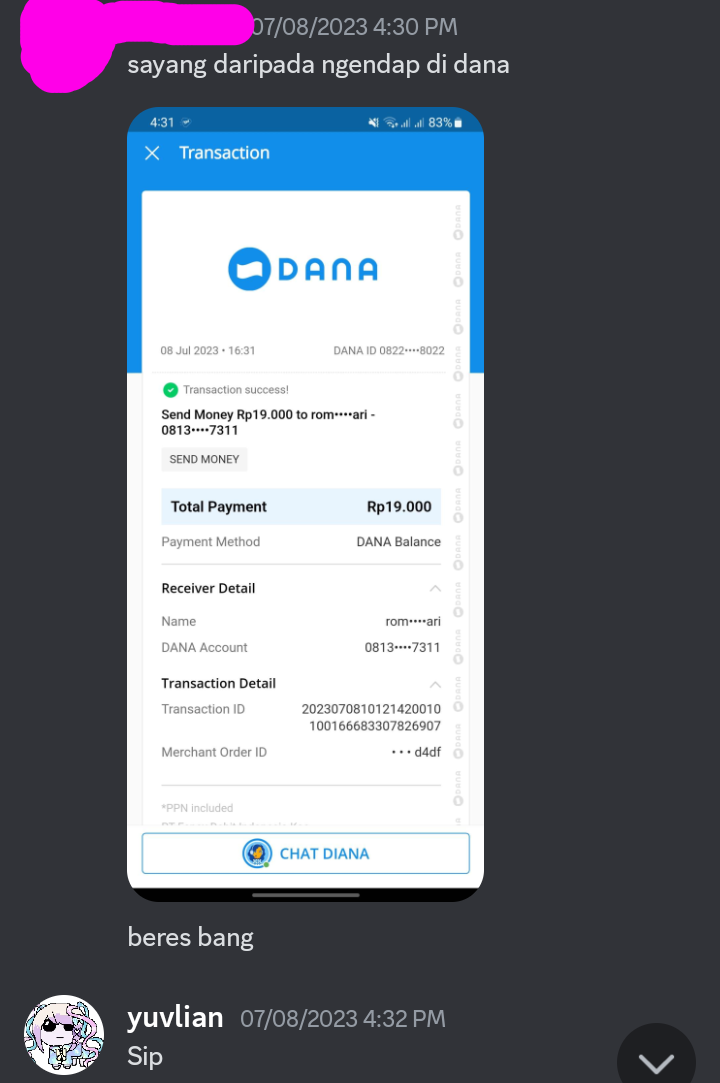 07/08/2023 4:30 PM
sayang daripada ngendap di dana
4:31
83%
Transaction
DANA
08 Jul 2023 • 16:31
DANA ID 0822••••8022
Transaction success!
Send Money Rp19.000 to rom••••ari -
0813••••7311
SEND MONEY
Total Payment Rp19.000
Payment Method DANA Balance
Receiver Detail
Name rom••••ari
DANA Account 0813••••7311
Transaction Detail
Transaction ID 2023070810121420010
100166683307826907
Merchant Order ID • • • d4df
*PPN included
CHAT DIANA
beres bang
yuvlian 07/08/2023 4:32 PM
Sip